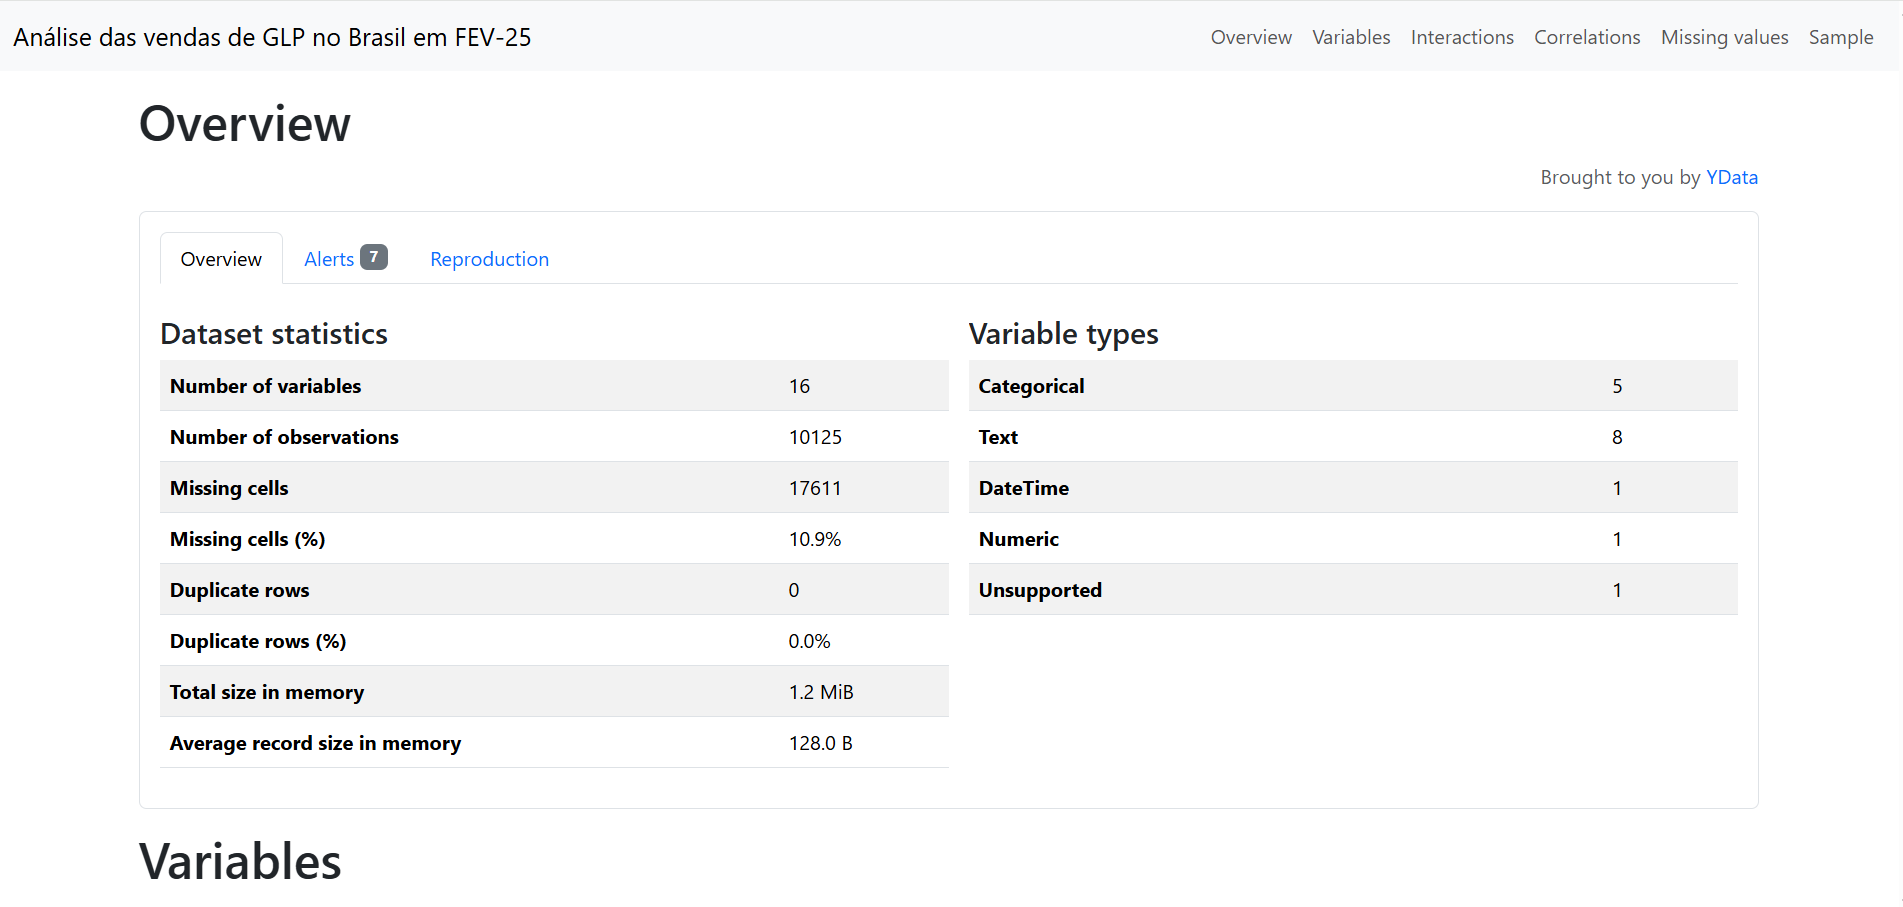 Análise das vendas de GLP no Brasil em FEV-25
Overview Variables Interactions Correlations Missing values Sample
Overview
Brought to you by YData
Overview Alerts 7 Reproduction
Dataset statistics
Number of variables 16
Number of observations 10125
Missing cells 17611
Missing cells (%) 10.9%
Duplicate rows 0
Duplicate rows (%) 0.0%
Total size in memory 1.2 MiB
Average record size in memory 128.0 B
Variable types
Categorical 5
Text 8
DateTime 1
Numeric 1
Unsupported 1
Variables